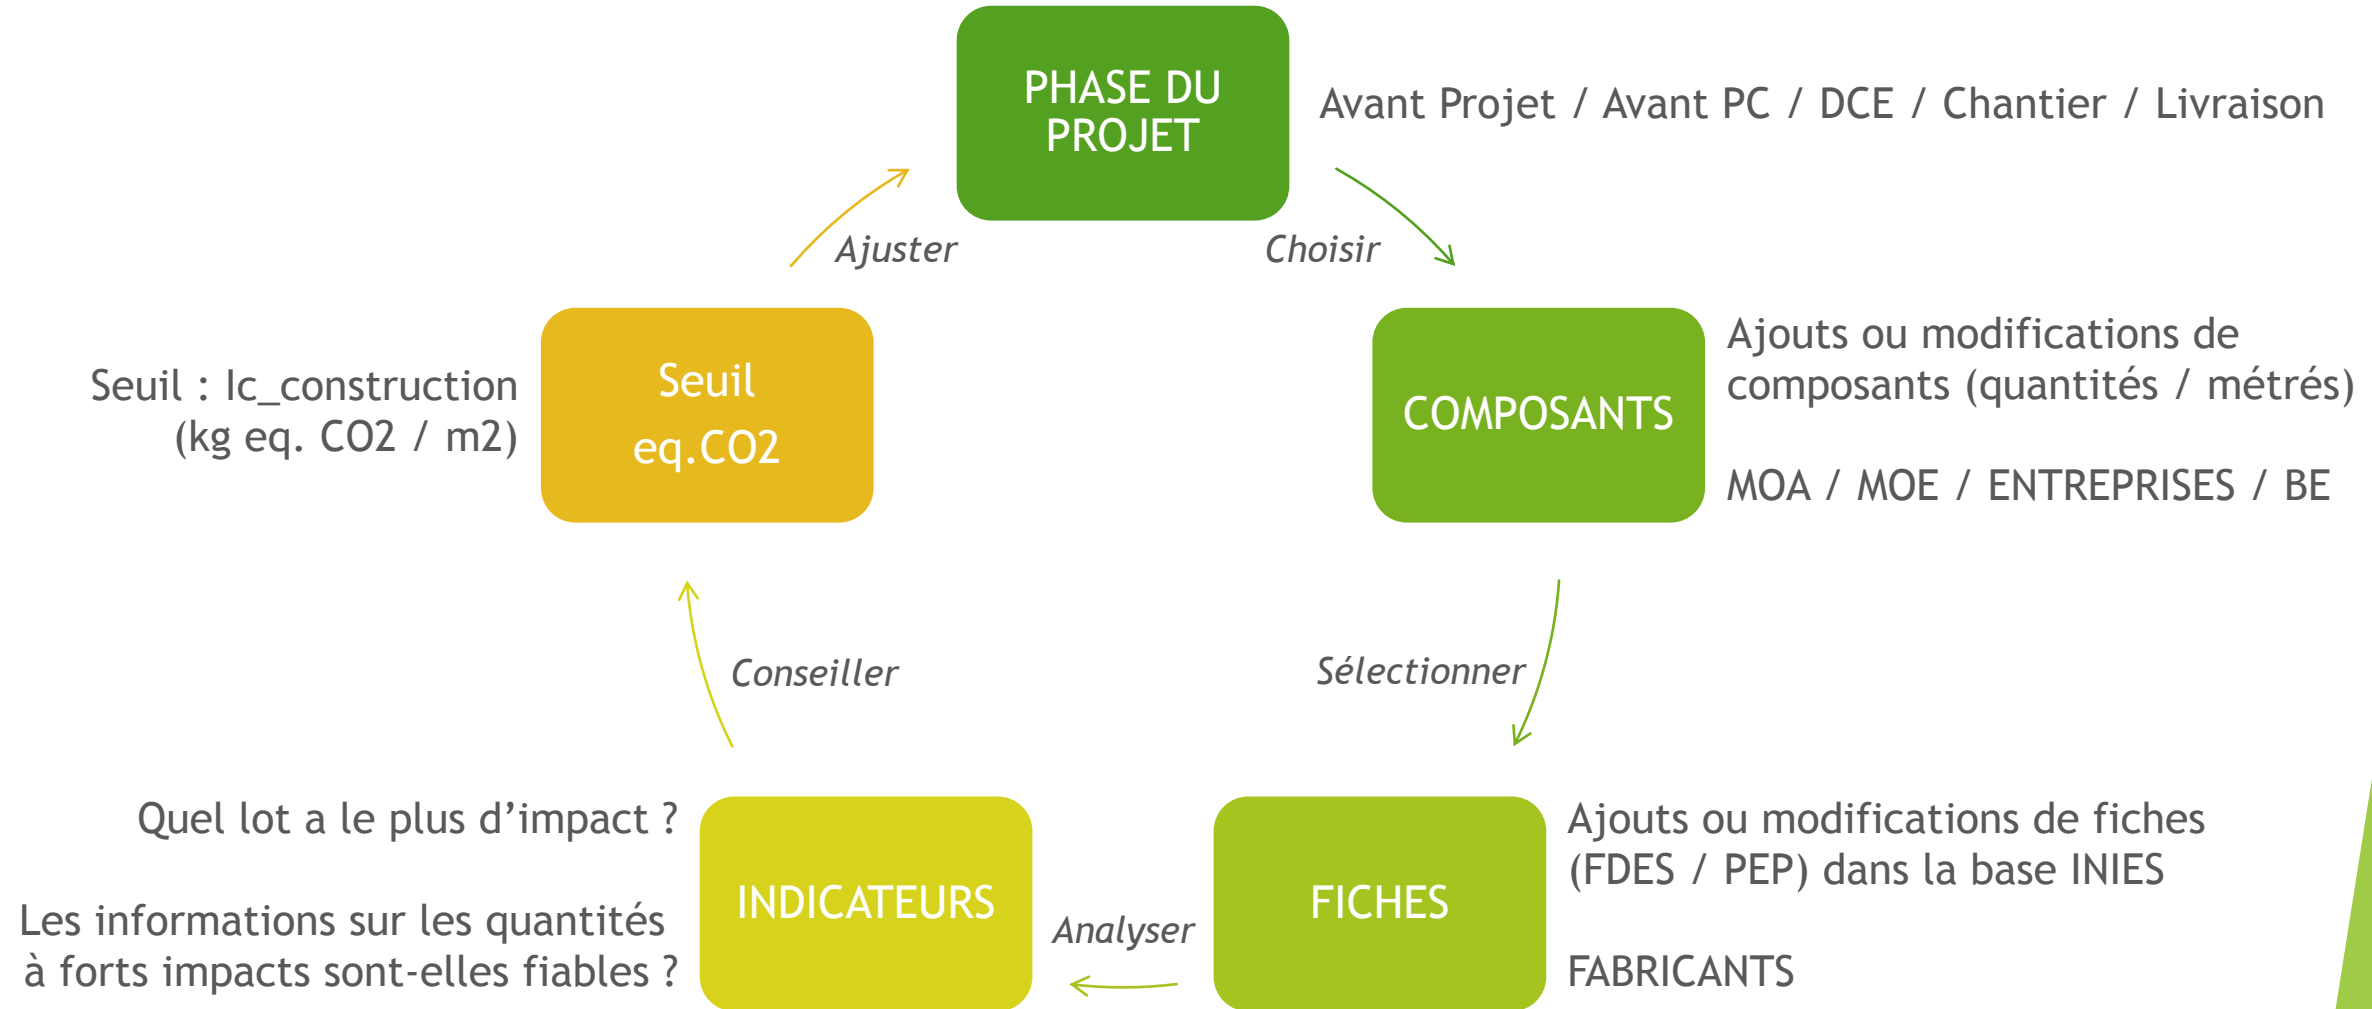 PHASE DU
PROJET
Avant Projet / Avant PC / DCE / Chantier / Livraison
Ajuster
Choisir
Seuil : Ic_construction
(kg eq. CO2 / m2)
Seuil
eq.CO2
COMPOSANTS
Ajouts ou modifications de
composants (quantités / métrés)
MOA / MOE / ENTREPRISES / BE
Conseiller
Sélectionner
Quel lot a le plus d’impact ?
Les informations sur les quantités
à forts impacts sont-elles fiables ?
INDICATEURS
Analyser
FICHES
Ajouts ou modifications de fiches
(FDES / PEP) dans la base INIES
FABRICANTS